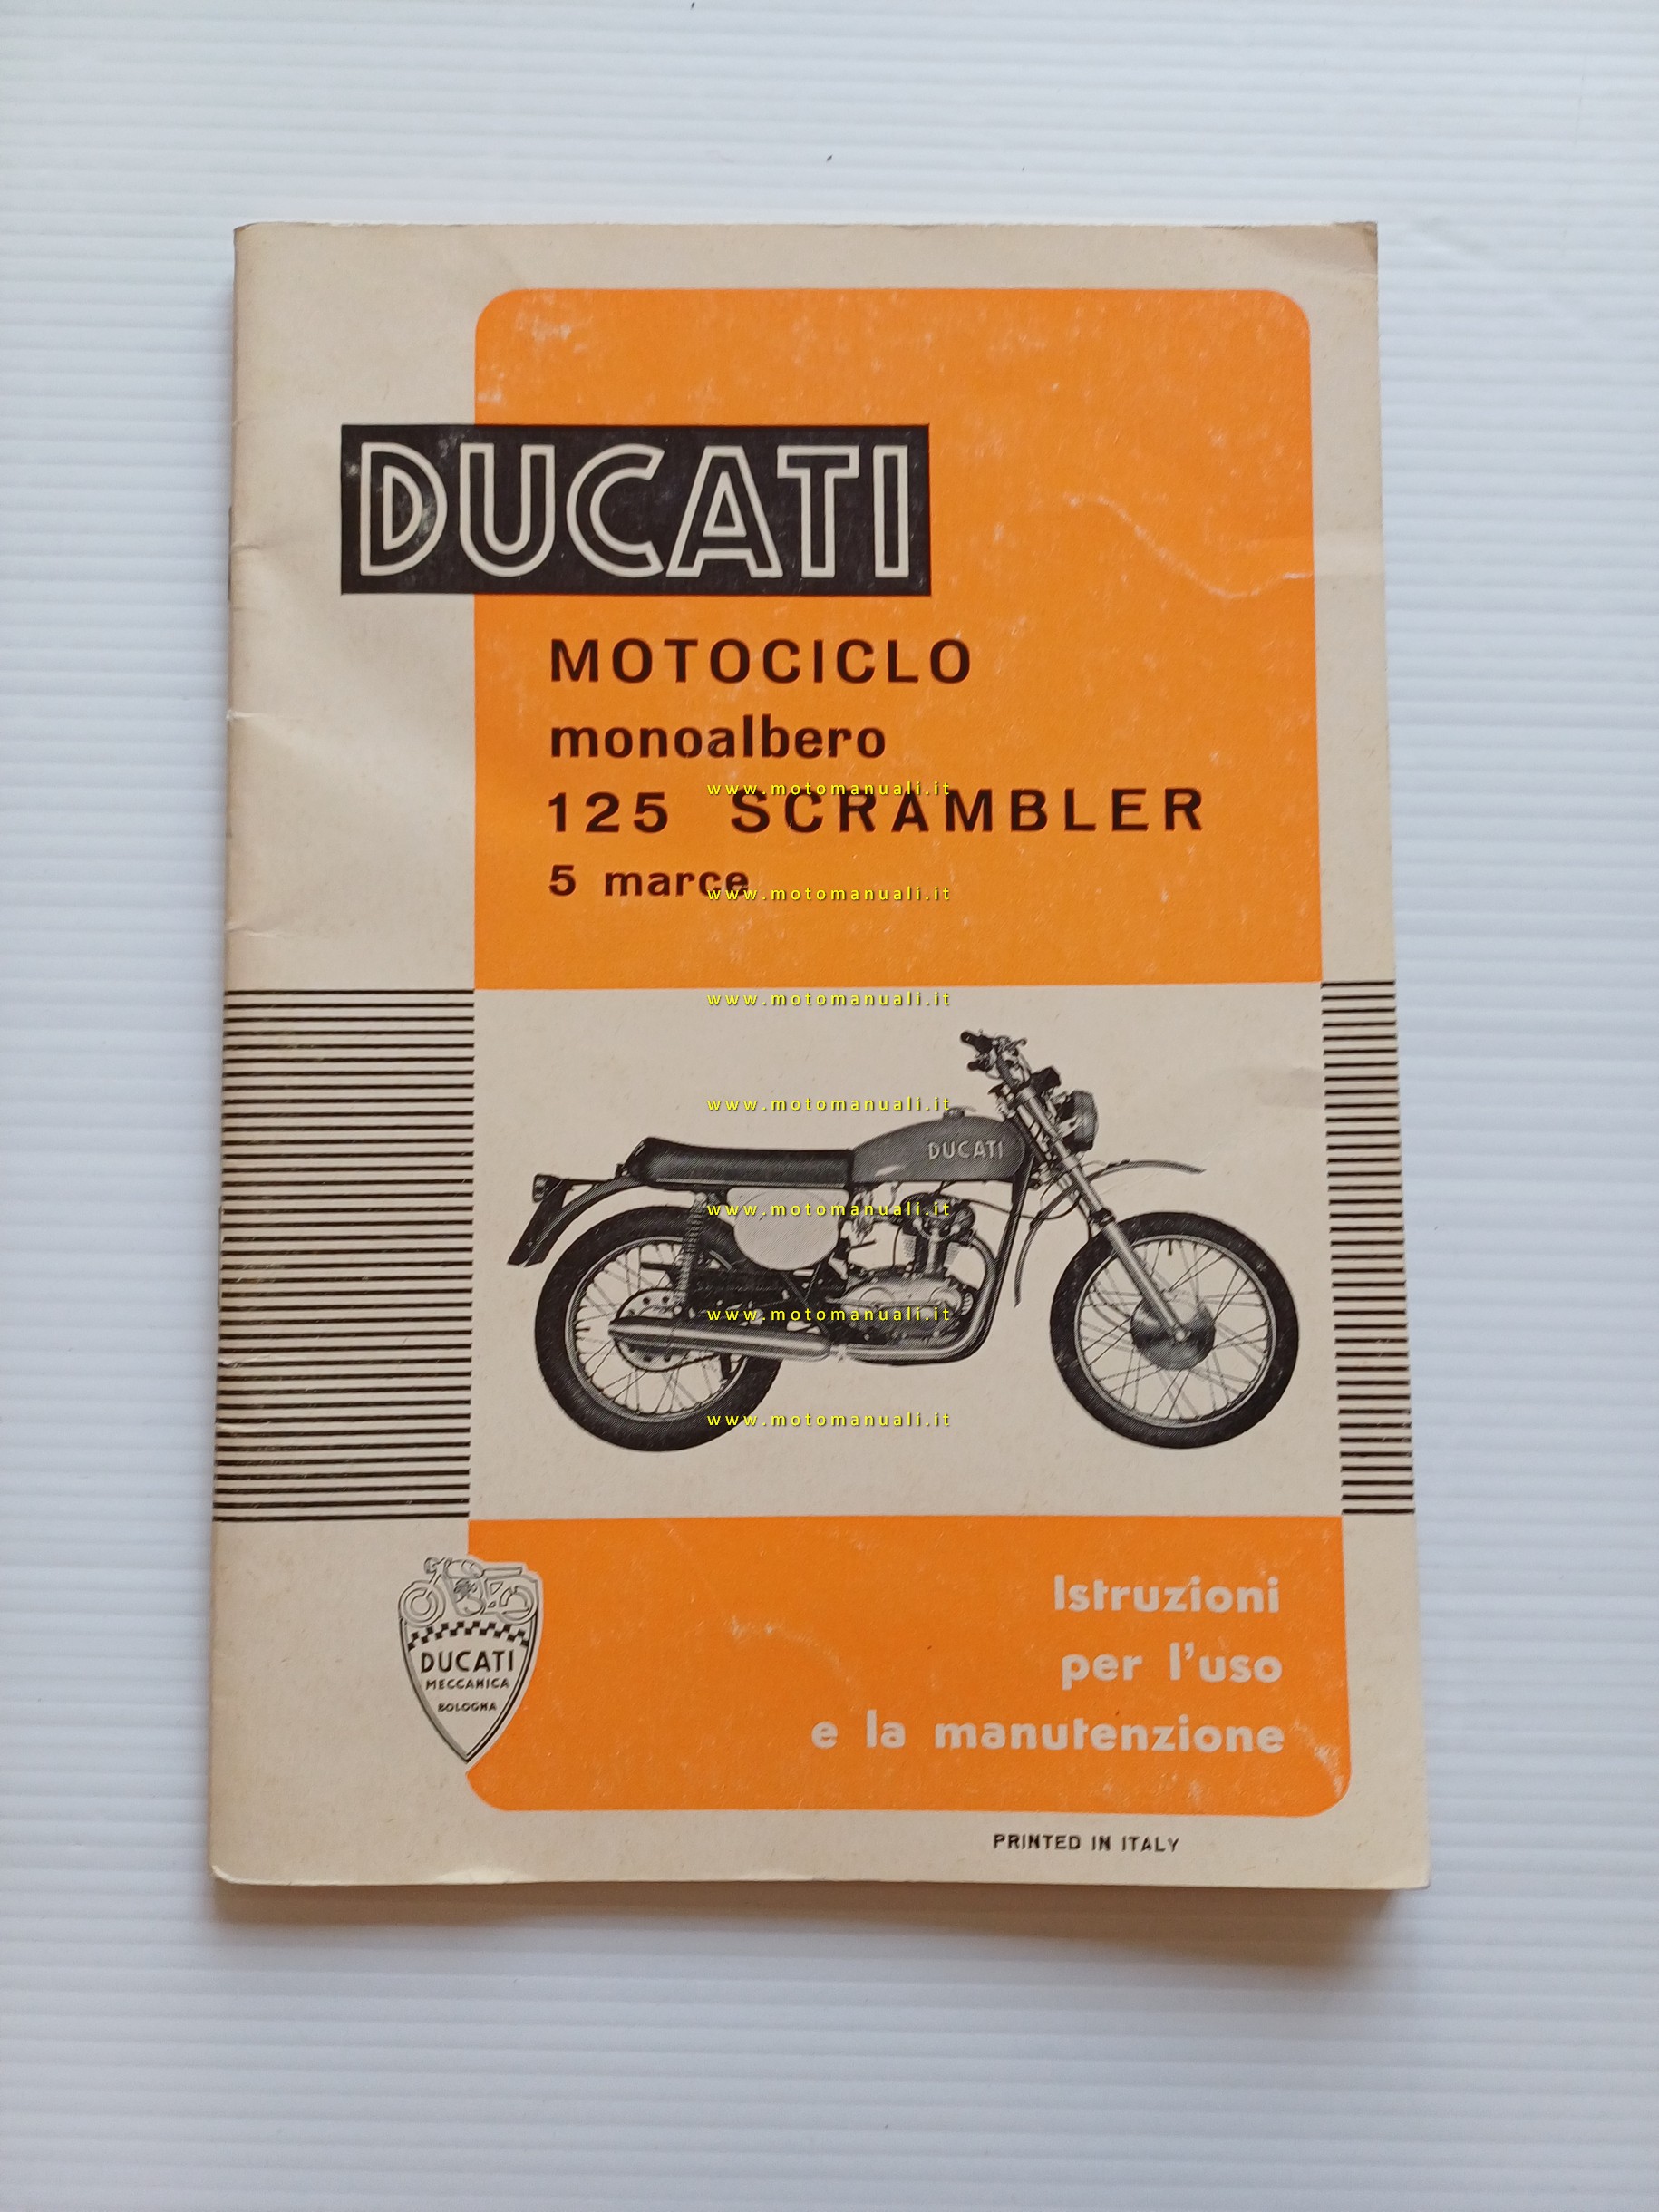 DUCATI
MOTOCICLO
monoalbero
www.motomanuali.it
125 SCRAMBLER
5 marce
www.motomanuali.it
www.motomanuali.it
www.motomanuali.it
DUCATI
www.motomanuali.it
www.motomanuali.it
www.motomanuali.it
Istruzioni
per l'uso
e la manutenzione
DUCATI
MECCANICA
BOLOGNA
PRINTED IN ITALY